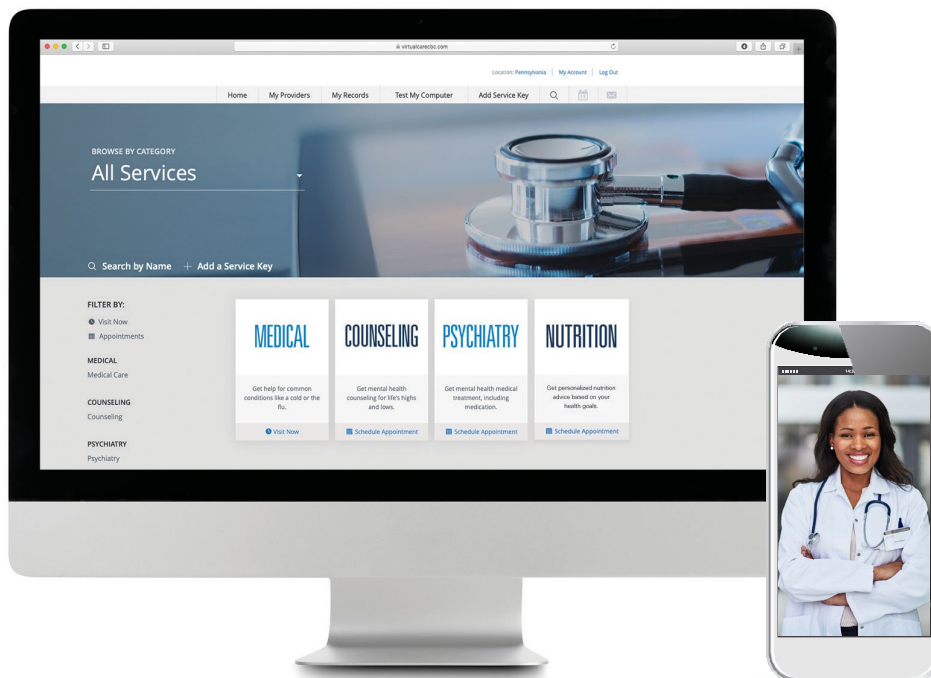 virtualcarecbc.com
Location: Pennsylvania My Account Log Out
Home My Providers My Records Test My Computer Add Service Key
BROWSE BY CATEGORY
All Services
Search by Name + Add a Service Key
FILTER BY:
Visit Now
Appointments
MEDICAL
Medical Care
COUNSELING
Counseling
PSYCHIATRY
Psychiatry
MEDICAL
Get help for common
conditions like a cold or the
flu.
Visit Now
COUNSELING
Get mental health
counseling for life's highs
and lows.
Schedule Appointment
PSYCHIATRY
Get mental health medical
treatment, including
medication.
Schedule Appointment
NUTRITION
Get personalized nutrition
advice based on your
health goals.
Schedule Appointment